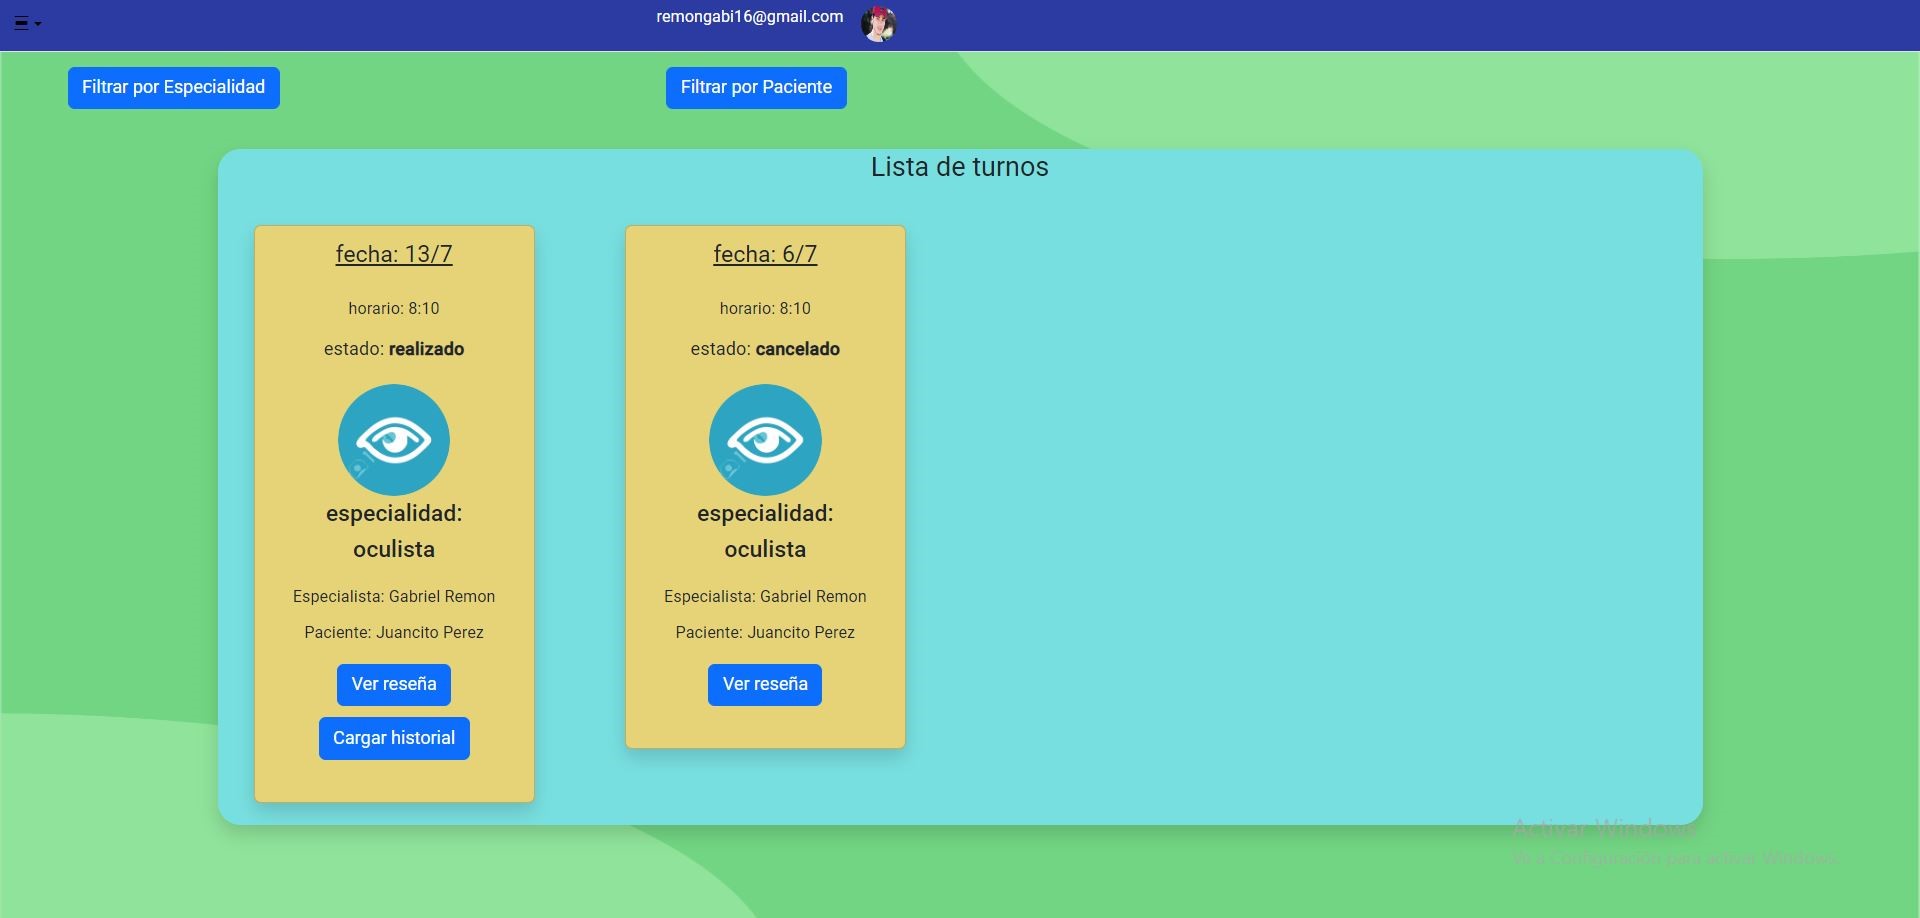 remongabi16@gmail.com
Filtrar por Especialidad
Filtrar por Paciente
Lista de turnos
fecha: 13/7
horario: 8:10
estado: realizado
especialidad:
oculista
Especialista: Gabriel Remon
Paciente: Juancito Perez
Ver reseña
Cargar historial
fecha: 6/7
horario: 8:10
estado: cancelado
especialidad:
oculista
Especialista: Gabriel Remon
Paciente: Juancito Perez
Ver reseña
Activar Windows
Ve a Configuración para activar Windows.